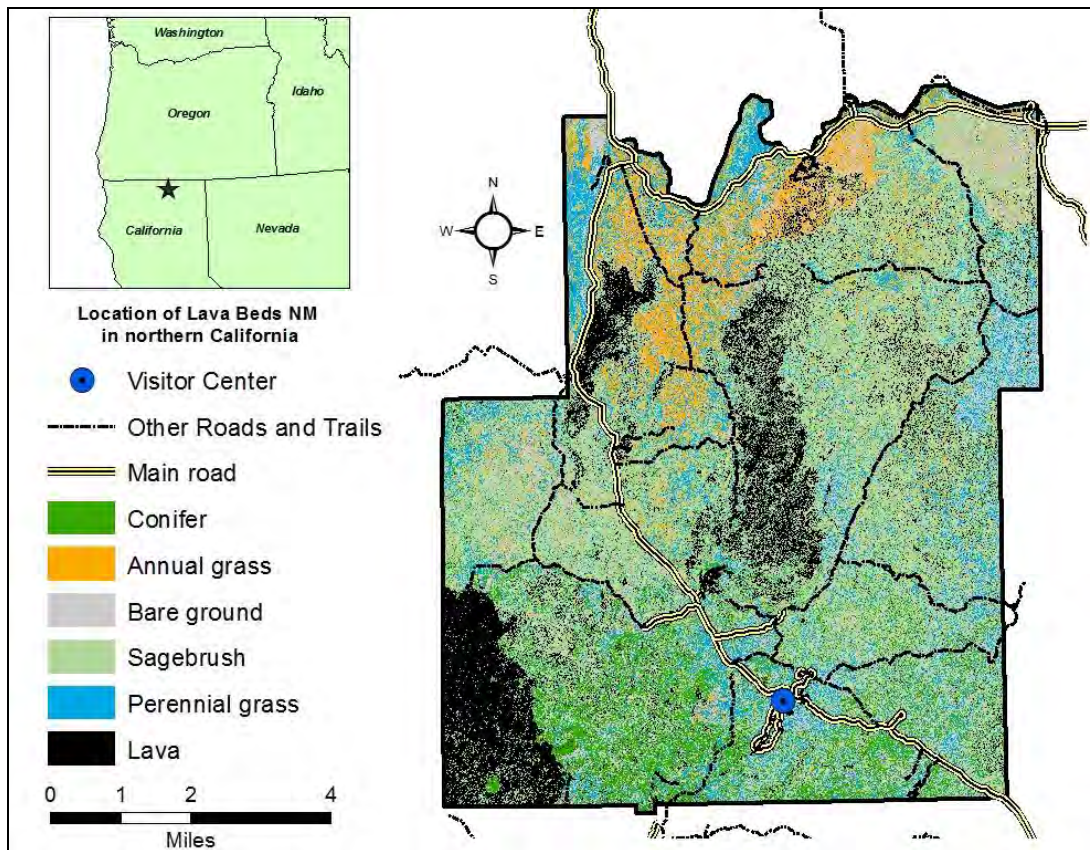 Washington
Oregon
Idaho
California
Nevada
Location of Lava Beds NM
in northern California
Visitor Center
Other Roads and Trails
Main road
Conifer
Annual grass
Bare ground
Sagebrush
Perennial grass
Lava
0 1 2 4
Miles
N
W E
S